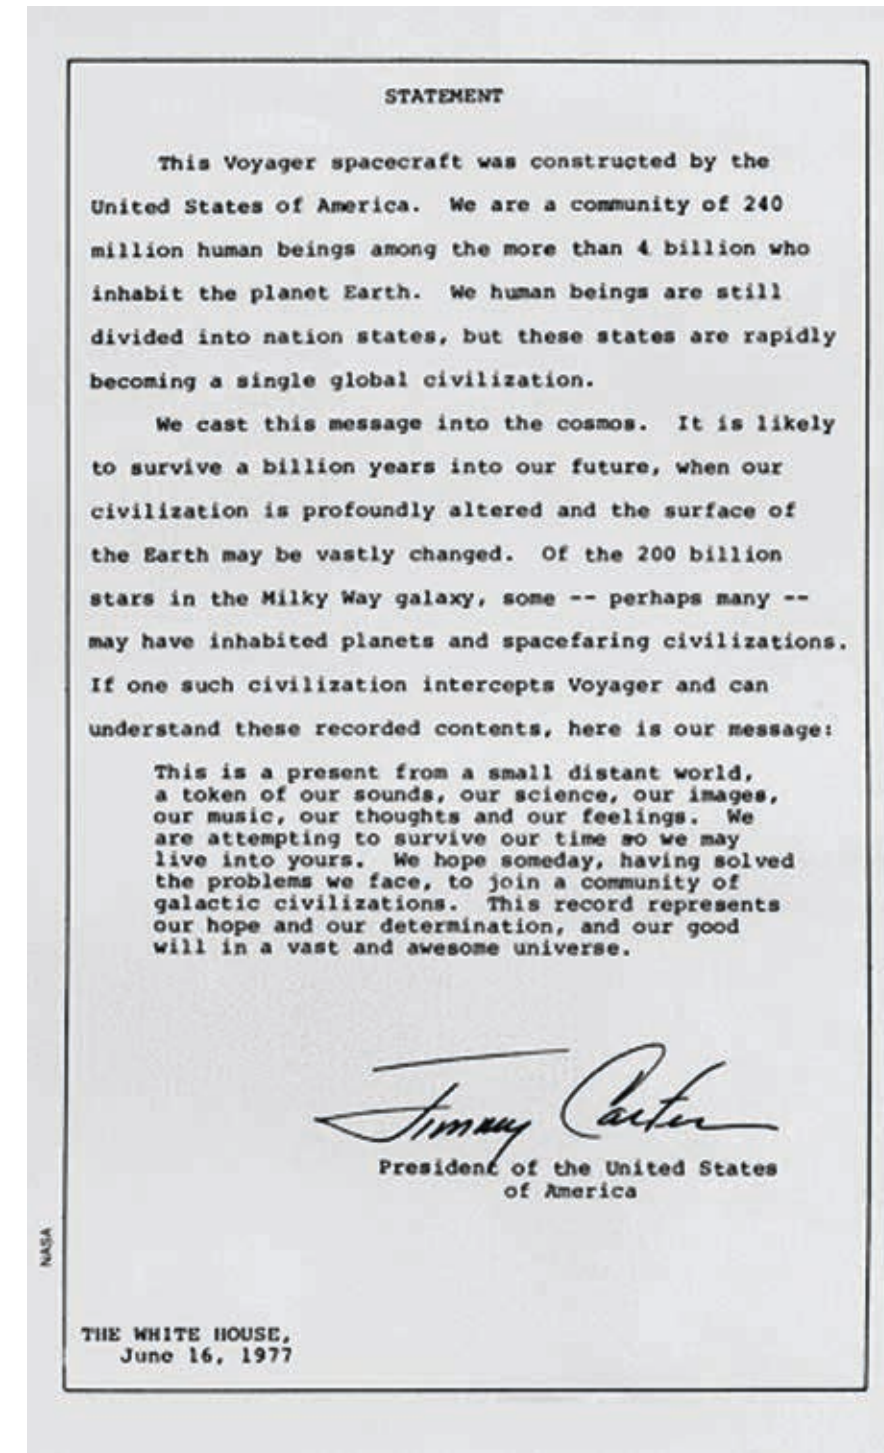 STATEMENT
This Voyager spacecraft was constructed by the
United States of America. We are a community of 240
million human beings among the more than 4 billion who
inhabit the planet Earth. We human beings are still
divided into nation states, but these states are rapidly
becoming a single global civilization.
We cast this message into the cosmos. It is likely
to survive a billion years into our future, when our
civilization is profoundly altered and the surface of
the Earth may be vastly changed. Of the 200 billion
stars in the Milky Way galaxy, some -- perhaps many --
may have inhabited planets and spacefaring civilizations.
If one such civilization intercepts Voyager and can
understand these recorded contents, here is our message:
This is a present from a small distant world,
a token of our sounds, our science, our images,
our music, our thoughts and our feelings. We
are attempting to survive our time so we may
live into yours. We hope someday, having solved
the problems we face, to join a community of
galactic civilizations. This record represents
our hope and our determination, and our good
will in a vast and awesome universe.
Jimmy Carter
President of the United States
of America
NASA
THE WHITE HOUSE,
June 16, 1977